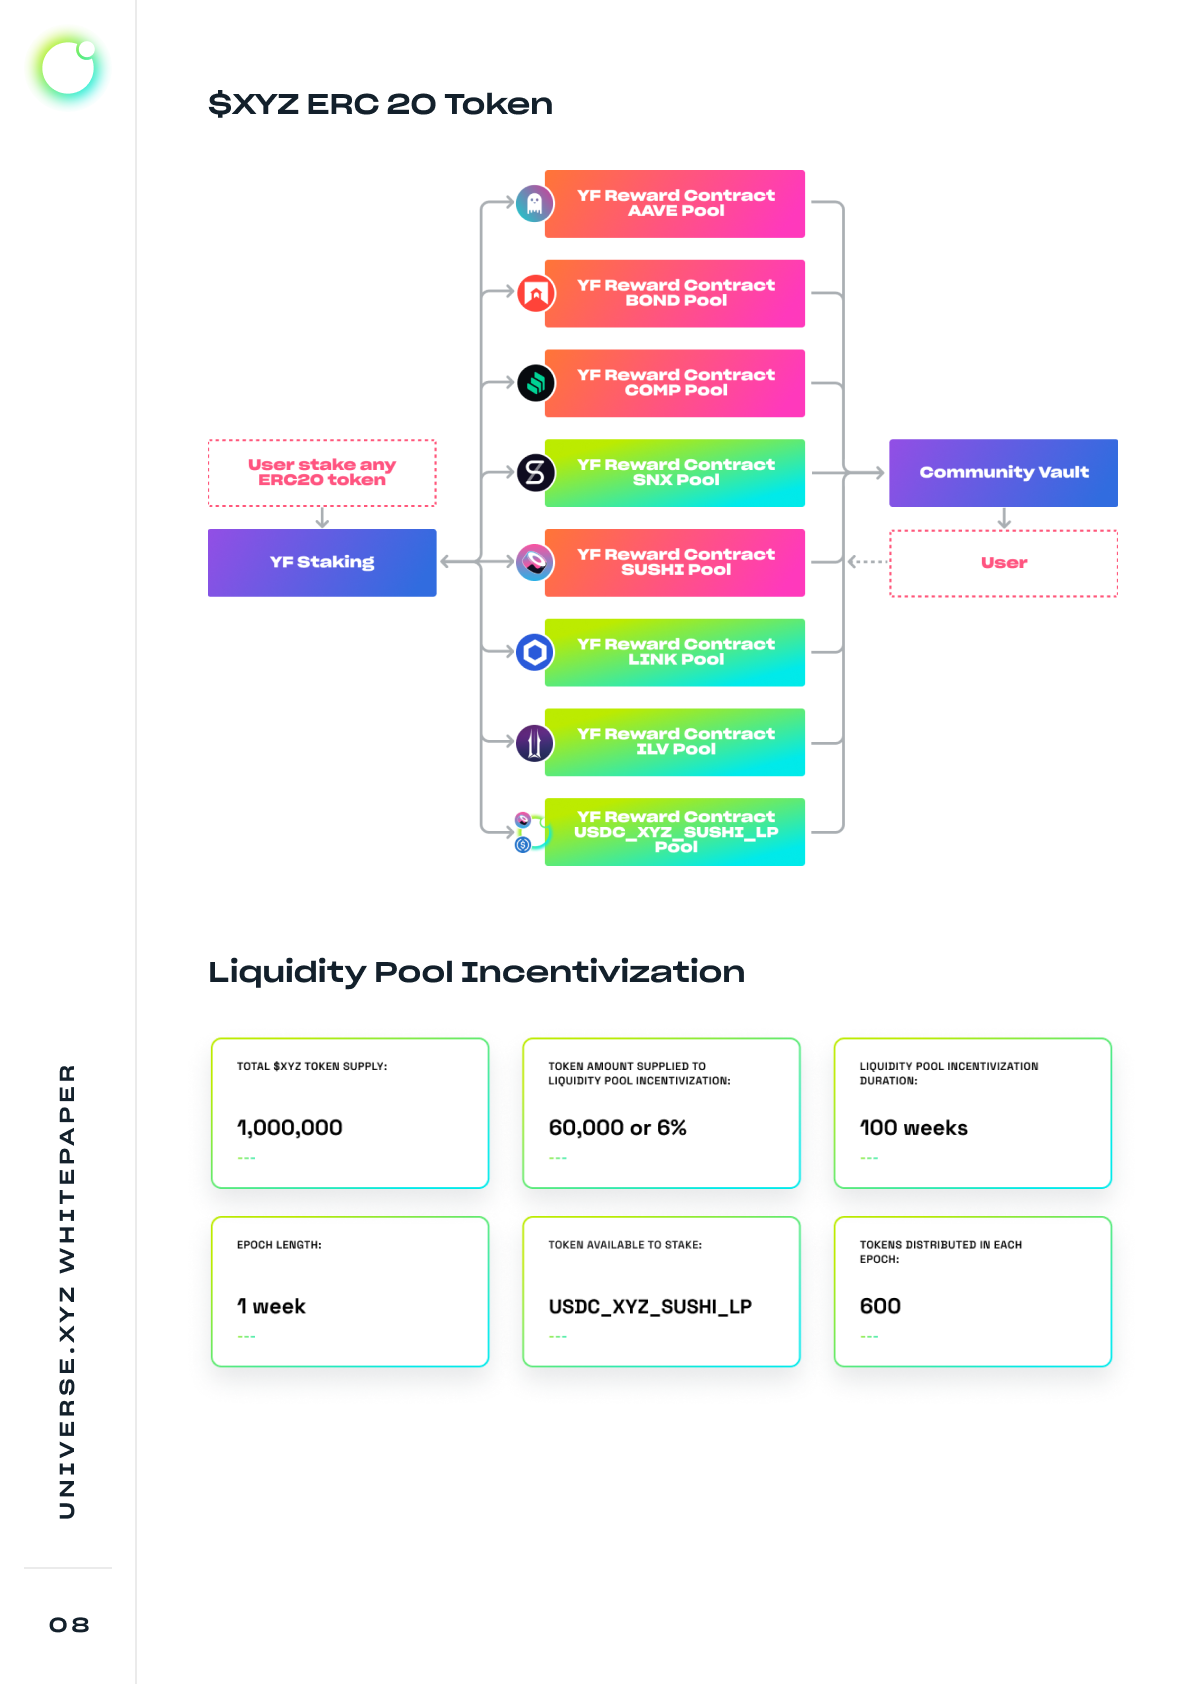 $XYZ ERC 20 Token
YF Reward Contract
AAVE Pool
YF Reward Contract
BOND Pool
YF Reward Contract
COMP Pool
User stake any
ERC20 token
YF Reward Contract
SNX Pool
Community Vault
YF Staking
YF Reward Contract
SUSHI Pool
User
YF Reward Contract
LINK Pool
YF Reward Contract
ILV Pool
YF Reward Contract
USDC_XYZ_SUSHI_LP
Pool
Liquidity Pool Incentivization
TOTAL $XYZ TOKEN SUPPLY:
1,000,000
---
TOKEN AMOUNT SUPPLIED TO
LIQUIDITY POOL INCENTIVIZATION:
60,000 or 6%
---
LIQUIDITY POOL INCENTIVIZATION
DURATION:
100 weeks
---
EPOCH LENGTH:
1 week
---
TOKEN AVAILABLE TO STAKE:
USDC_XYZ_SUSHI_LP
---
TOKENS DISTRIBUTED IN EACH
EPOCH:
600
---
UNIVERSE.XYZ WHITEPAPER
08